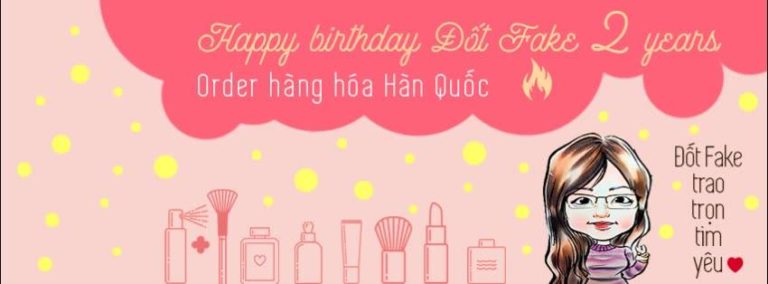 Happy birthday Đốt Fake 2 years
Order hàng hóa Hàn Quốc
Đốt Fake
trao
trọn
tim
yêu